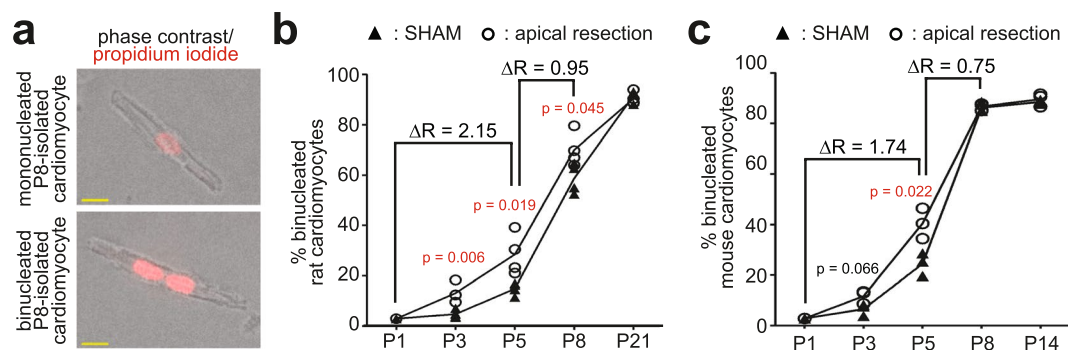 a
phase contrast/
propidium iodide
mononucleated
P8-isolated
cardiomyocyte
binucleated
P8-isolated
cardiomyocyte
b
▲ : SHAM O : apical resection
% binucleated
rat cardiomyocytes
100
80
60
40
20
0
ΔR = 0.95
ΔR = 2.15
p = 0.045
p = 0.019
p = 0.006
P1 P3 P5 P8 P21
c
▲ : SHAM O : apical resection
% binucleated
mouse cardiomyocytes
100
80
60
40
20
0
ΔR = 0.75
ΔR = 1.74
p = 0.022
p = 0.066
P1 P3 P5 P8 P14